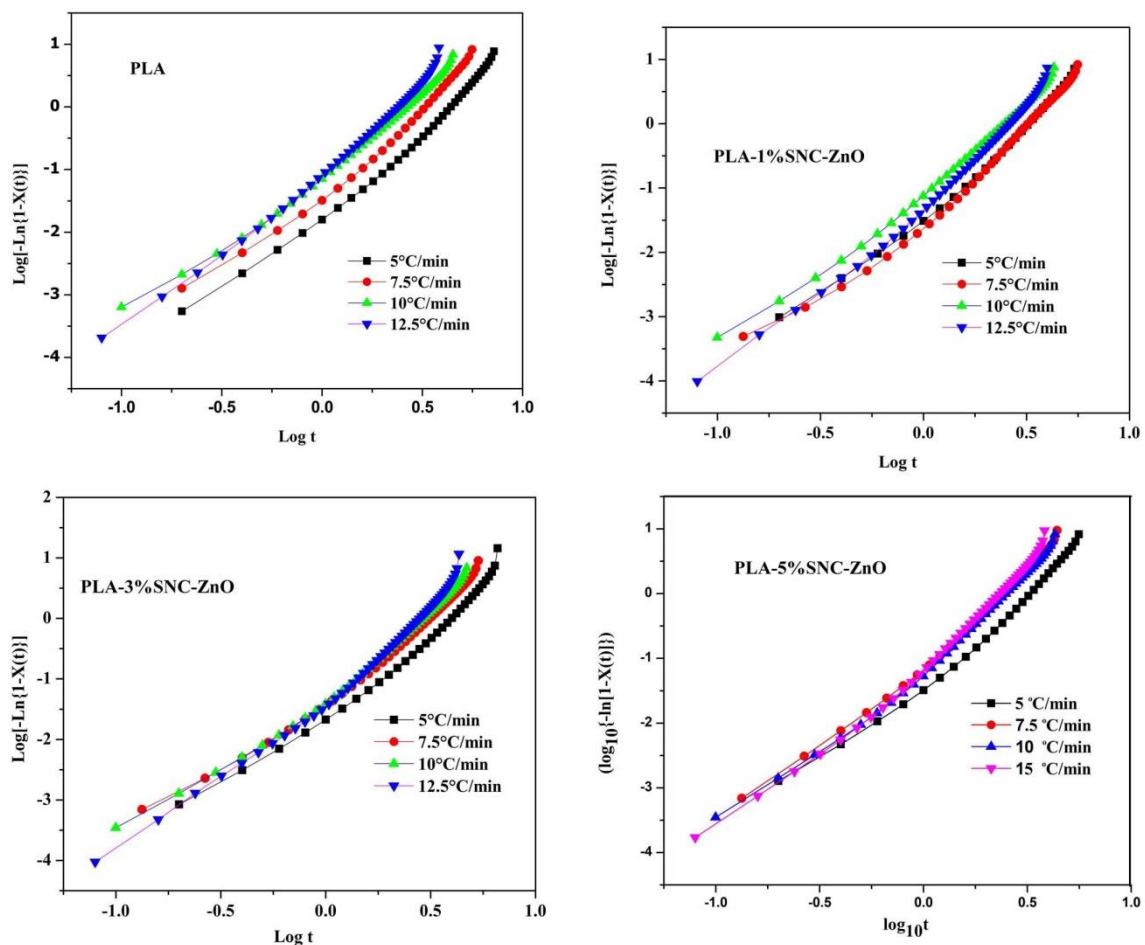 PLA
Log[-Ln{1-X(t)}]
1
0
-1
-2
-3
-4
5°C/min
7.5°C/min
10°C/min
12.5°C/min
-1.0
-0.5
0.0
0.5
1.0
Log t
PLA-1%SNC-ZnO
Log[-Ln{1-X(t)}]
1
0
-1
-2
-3
-4
5°C/min
7.5°C/min
10°C/min
12.5°C/min
-1.0
-0.5
0.0
0.5
1.0
Log t
PLA-3%SNC-ZnO
Log[-Ln{1-X(t)}]
2
1
0
-1
-2
-3
-4
5°C/min
7.5°C/min
10°C/min
12.5°C/min
-1.0
-0.5
0.0
0.5
1.0
Log t
PLA-5%SNC-ZnO
(log10{-ln[1-X(t)]})
1
0
-1
-2
-3
-4
5 °C/min
7.5 °C/min
10 °C/min
15 °C/min
-1.0
-0.5
0.0
0.5
1.0
log10t